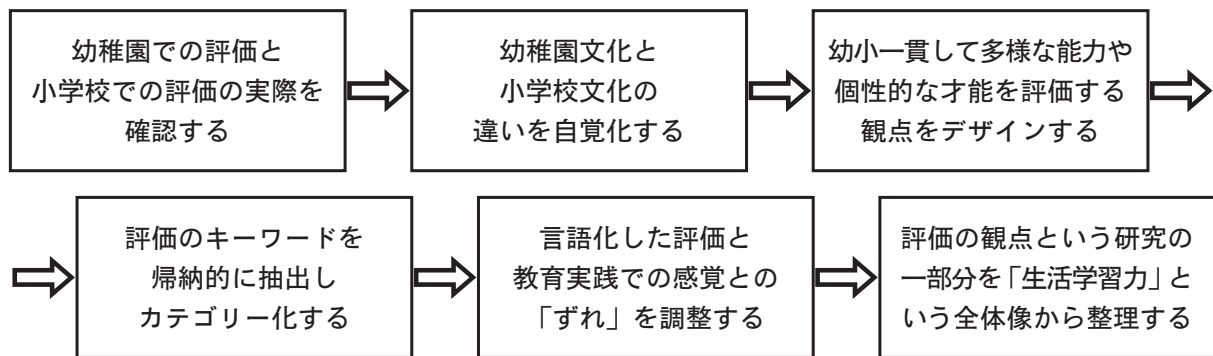 幼稚園での評価と
小学校での評価の実際を
確認する
幼稚園文化と
小学校文化の
違いを自覚化する
幼小一貫して多様な能力や
個性的な才能を評価する
観点をデザインする
評価のキーワードを
帰納的に抽出し
カテゴリー化する
言語化した評価と
教育実践での感覚との
「ずれ」を調整する
評価の観点という研究の
一部分を「生活学習力」と
いう全体像から整理する